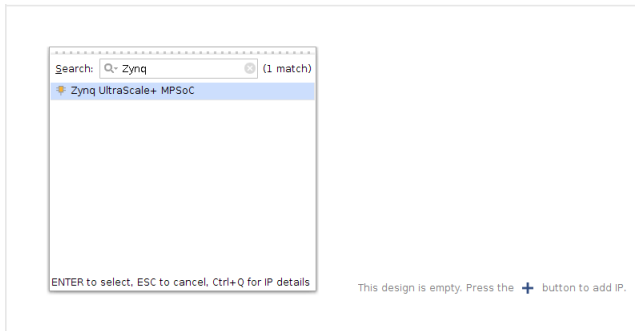 Search: Zynq (1 match)
Zynq UltraScale+ MPSoC
ENTER to select, ESC to cancel, Ctrl+Q for IP details
This design is empty. Press the + button to add IP.